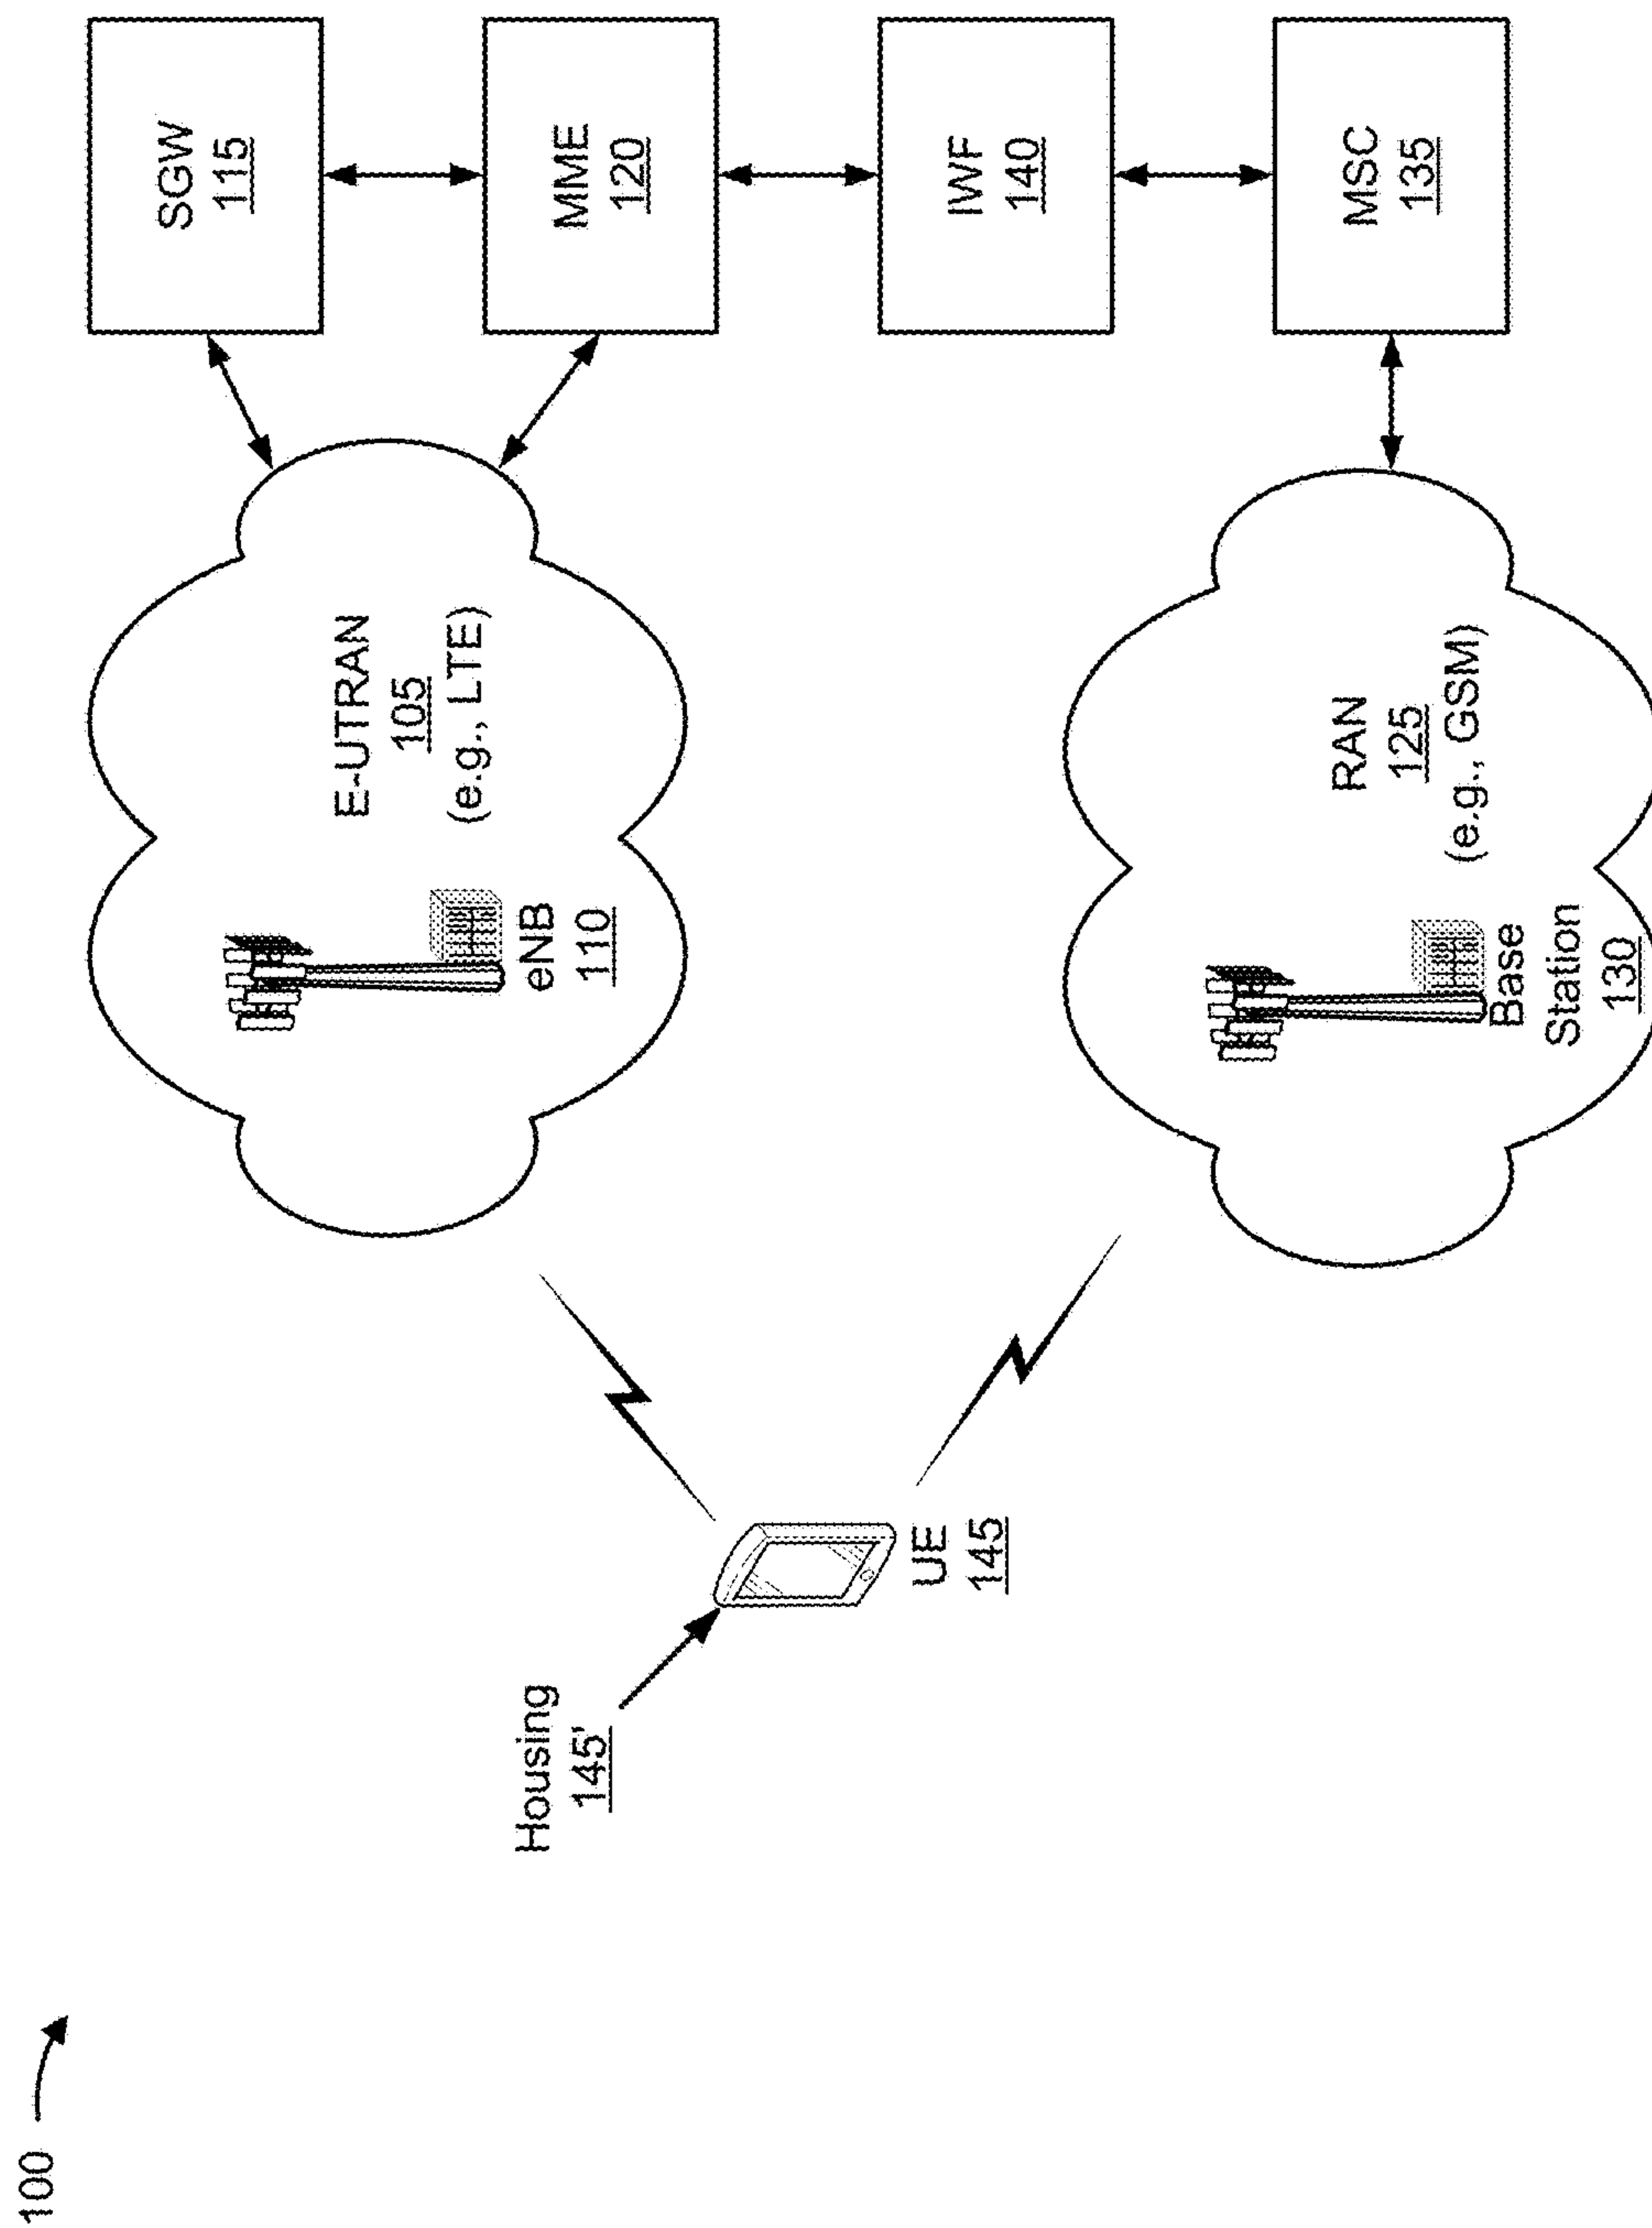 100
Housing
145'
UE
145
E-UTRAN
105
(e.g., LTE)
eNB
110
RAN
125
(e.g., GSM)
Base
Station
130
SGW
115
MME
120
IWF
140
MSC
135